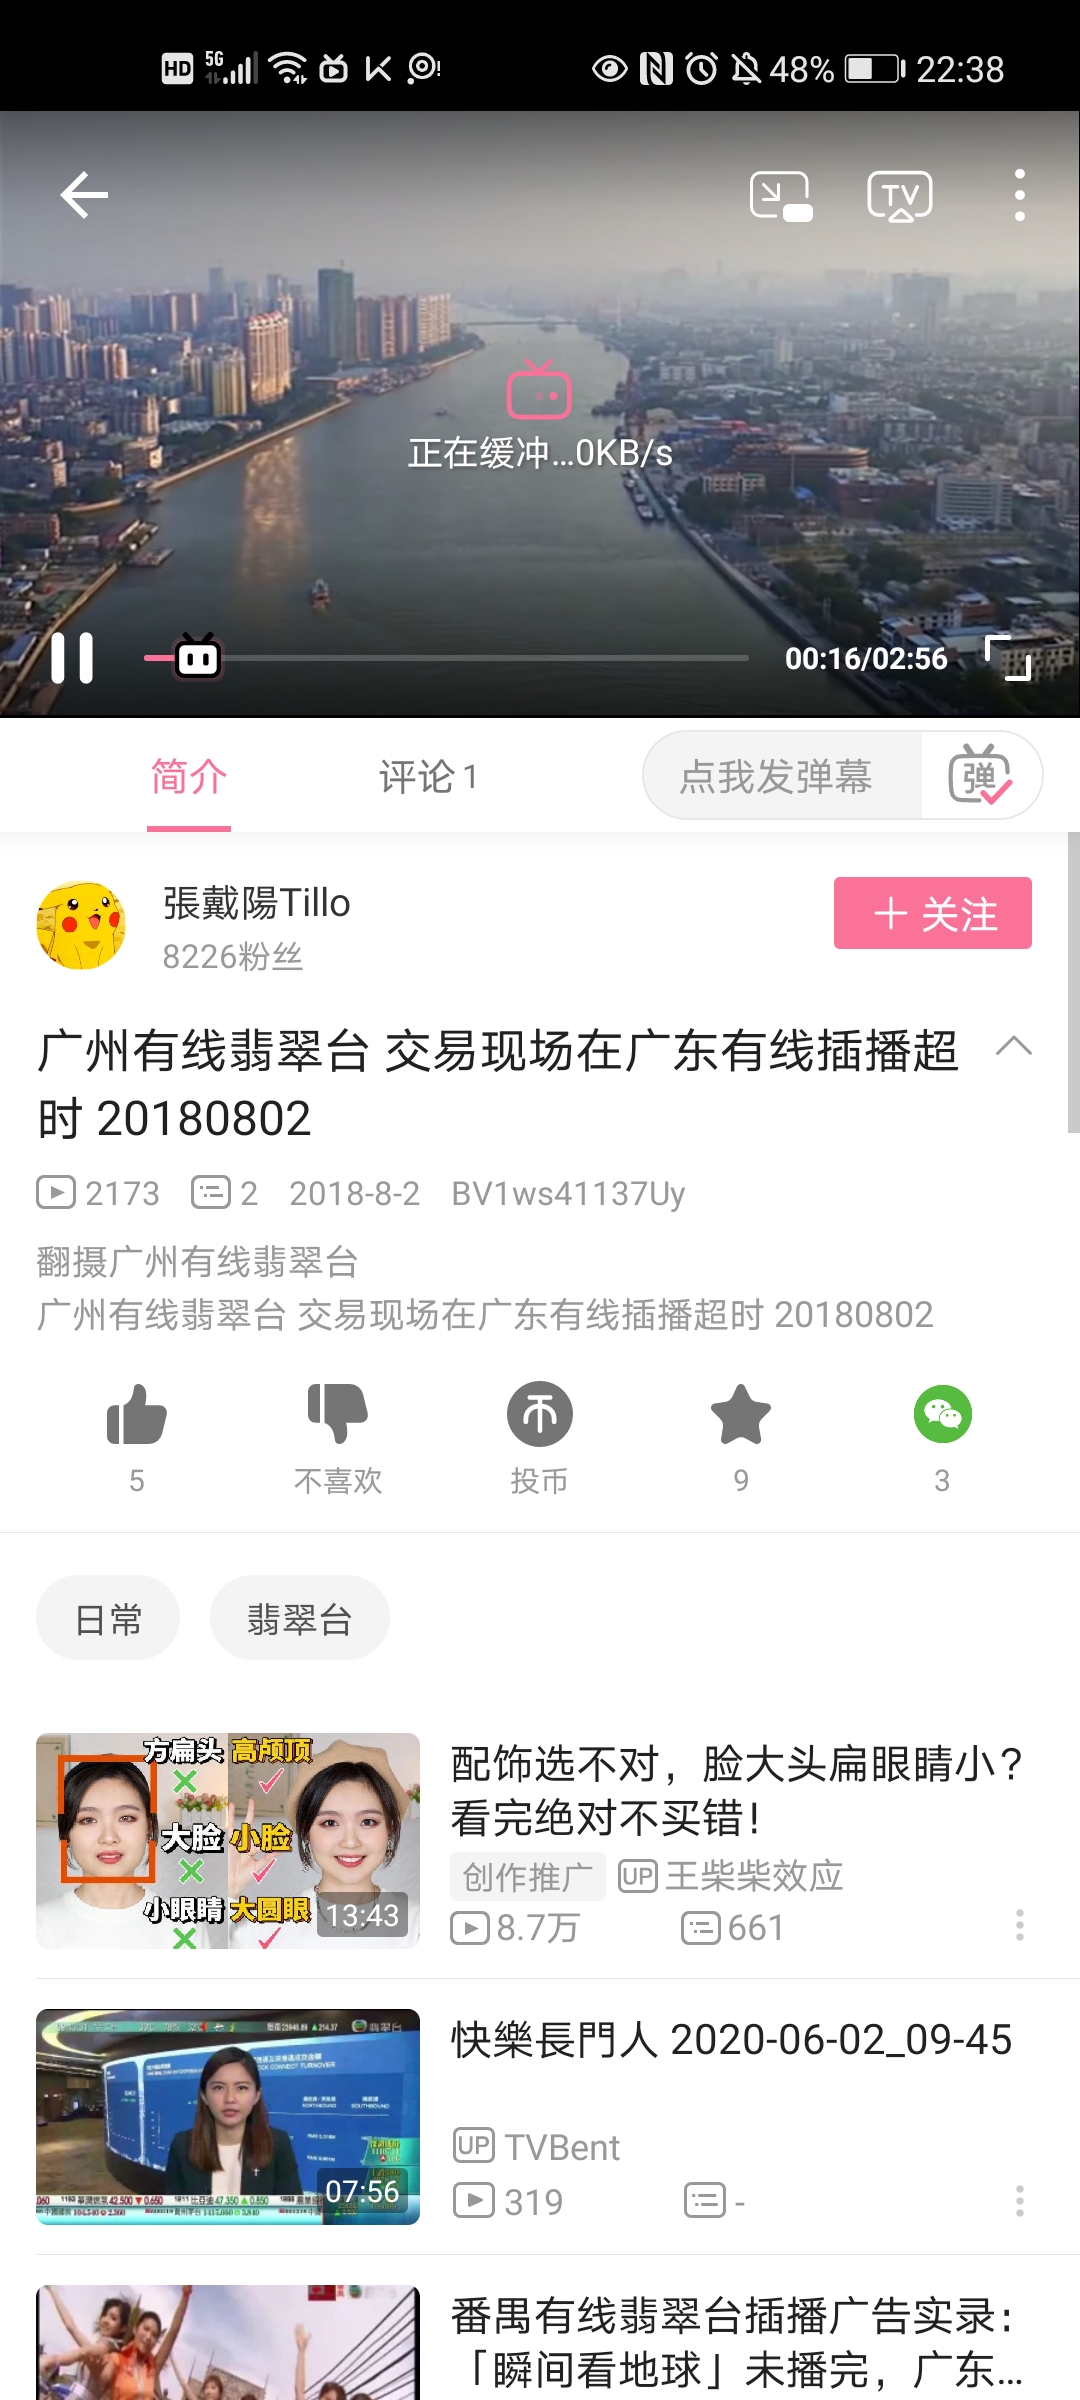 HD 5G 48% 22:38
TV
正在缓冲...0KB/s
00:16/02:56
简介
评论 1
点我发弹幕
弹
張戴陽Tillo
8226粉丝
关注
广州有线翡翠台 交易现场在广东有线插播超
时 20180802
2173 2 2018-8-2 BV1ws41137Uy
翻摄广州有线翡翠台
广州有线翡翠台 交易现场在广东有线插播超时 20180802
5
不喜欢
投币
9
3
日常
翡翠台
方扁头 高颅顶
大脸 小脸
小眼睛 大圆眼
13:43
配饰选不对，脸大头扁眼睛小？
看完绝对不买错！
创作推广 UP 王柴柴效应
8.7万 661
07:56
快樂長門人 2020-06-02_09-45
UP TVBent
319 -
番禺有线翡翠台插播广告实录：
「瞬间看地球」未播完，广东...